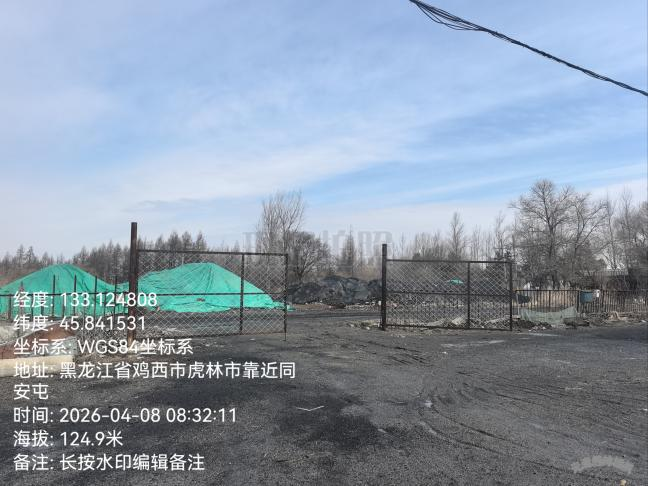 经度: 133.124808
纬度: 45.841531
坐标系: WGS84坐标系
地址: 黑龙江省鸡西市虎林市靠近同
安屯
时间: 2026-04-08 08:32:11
海拔: 124.9米
备注: 长按水印编辑备注